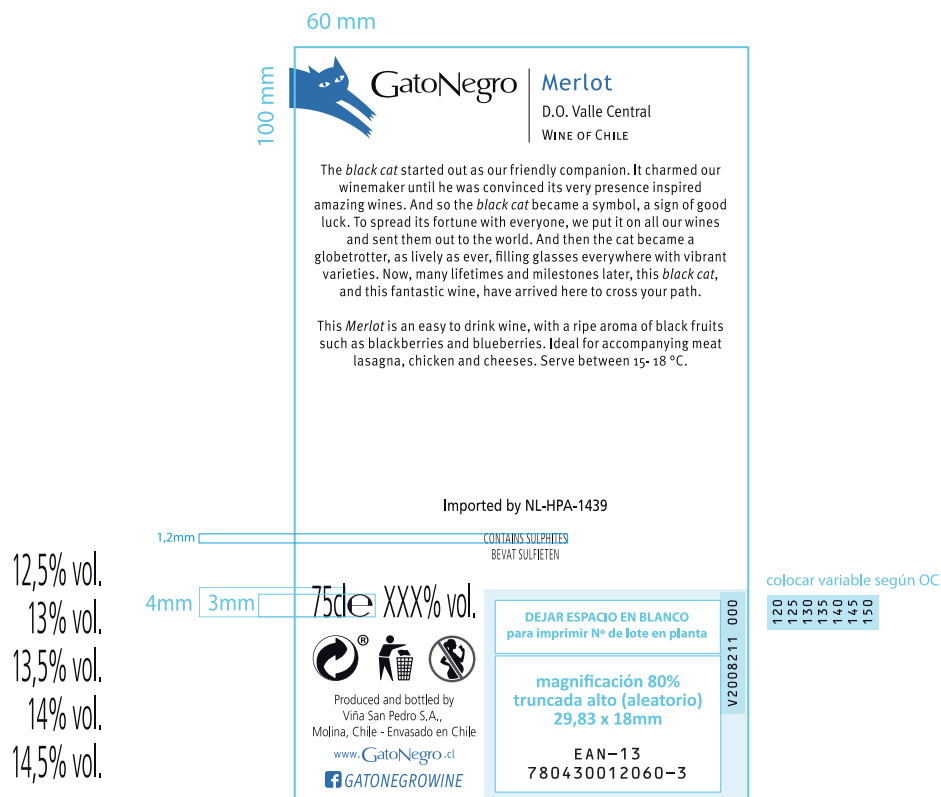 60 mm
100 mm
GatoNegro
Merlot
D.O. Valle Central
WINE OF CHILE
The black cat started out as our friendly companion. It charmed our
winemaker until he was convinced its very presence inspired
amazing wines. And so the black cat became a symbol, a sign of good
luck. To spread its fortune with everyone, we put it on all our wines
and sent them out to the world. And then the cat became a
globetrotter, as lively as ever, filling glasses everywhere with vibrant
varieties. Now, many lifetimes and milestones later, this black cat,
and this fantastic wine, have arrived here to cross your path.
This Merlot is an easy to drink wine, with a ripe aroma of black fruits
such as blackberries and blueberries. Ideal for accompanying meat
lasagna, chicken and cheeses. Serve between 15- 18 °C.
Imported by NL-HPA-1439
1,2mm
CONTAINS SULPHITES
BEVAT SULFIETEN
12,5% vol.
13% vol.
13,5% vol.
14% vol.
14,5% vol.
4mm
3mm
75cl e XXX% vol.
®
Produced and bottled by
Viña San Pedro S.A.,
Molina, Chile - Envasado en Chile
www.GatoNegro.cl
GATONEGROWINE
DEJAR ESPACIO EN BLANCO
para imprimir Nº de lote en planta
magnificación 80%
truncada alto (aleatorio)
29,83 x 18mm
EAN-13
780430012060-3
V2008211 000
colocar variable según OC
120
125
130
135
140
145
150